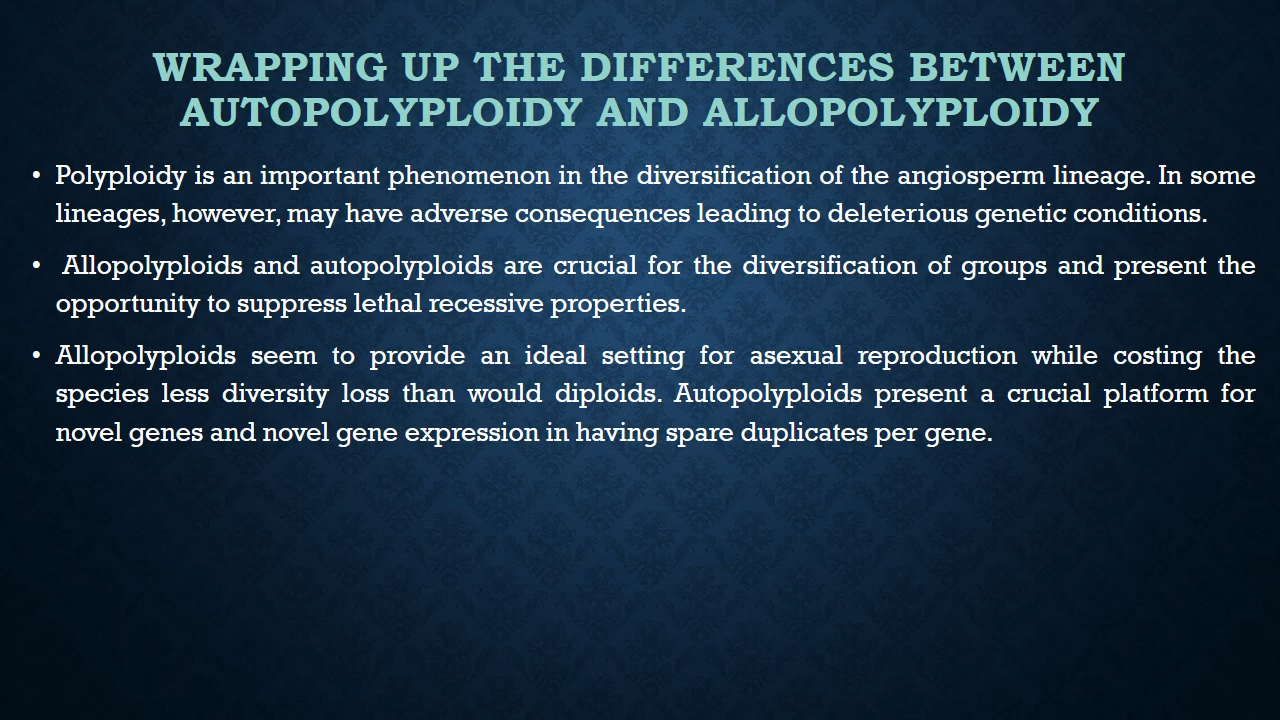 WRAPPING UP THE DIFFERENCES BETWEEN
AUTOPOLYPLOIDY AND ALLOPOLYPLOIDY
• Polyploidy is an important phenomenon in the diversification of the angiosperm lineage. In some
lineages, however, may have adverse consequences leading to deleterious genetic conditions.
• Allopolyploids and autopolyploids are crucial for the diversification of groups and present the
opportunity to suppress lethal recessive properties.
• Allopolyploids seem to provide an ideal setting for asexual reproduction while costing the
species less diversity loss than would diploids. Autopolyploids present a crucial platform for
novel genes and novel gene expression in having spare duplicates per gene.